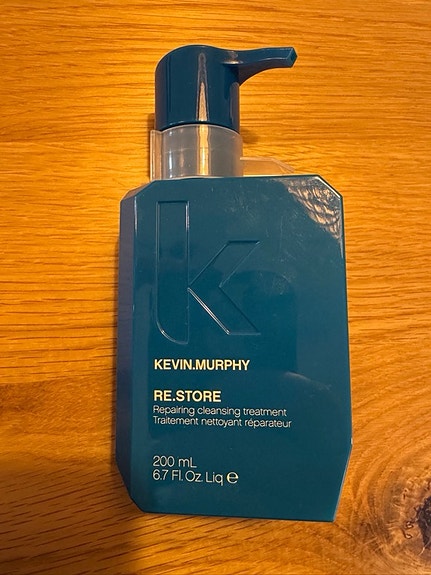 k
KEVIN.MURPHY
RE.STORE
Repairing cleansing treatment
Traitement nettoyant réparateur
200 mL
6.7 Fl. Oz. Liq ℮